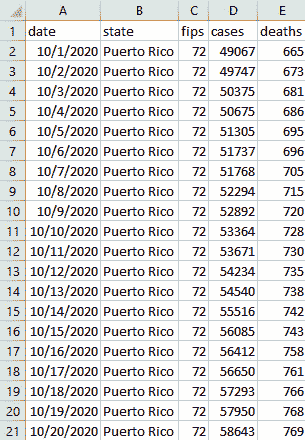 A B C D E
1 date state fips cases deaths
2 10/1/2020 Puerto Rico 72 49067 665
3 10/2/2020 Puerto Rico 72 49747 673
4 10/3/2020 Puerto Rico 72 50375 681
5 10/4/2020 Puerto Rico 72 50675 686
6 10/5/2020 Puerto Rico 72 51305 695
7 10/6/2020 Puerto Rico 72 51737 696
8 10/7/2020 Puerto Rico 72 51768 705
9 10/8/2020 Puerto Rico 72 52294 715
10 10/9/2020 Puerto Rico 72 52892 720
11 10/10/2020 Puerto Rico 72 53364 728
12 10/11/2020 Puerto Rico 72 53671 730
13 10/12/2020 Puerto Rico 72 54234 735
14 10/13/2020 Puerto Rico 72 54540 738
15 10/14/2020 Puerto Rico 72 55516 742
16 10/15/2020 Puerto Rico 72 56085 743
17 10/16/2020 Puerto Rico 72 56412 758
18 10/17/2020 Puerto Rico 72 56650 761
19 10/18/2020 Puerto Rico 72 57293 766
20 10/19/2020 Puerto Rico 72 57950 768
21 10/20/2020 Puerto Rico 72 58643 769